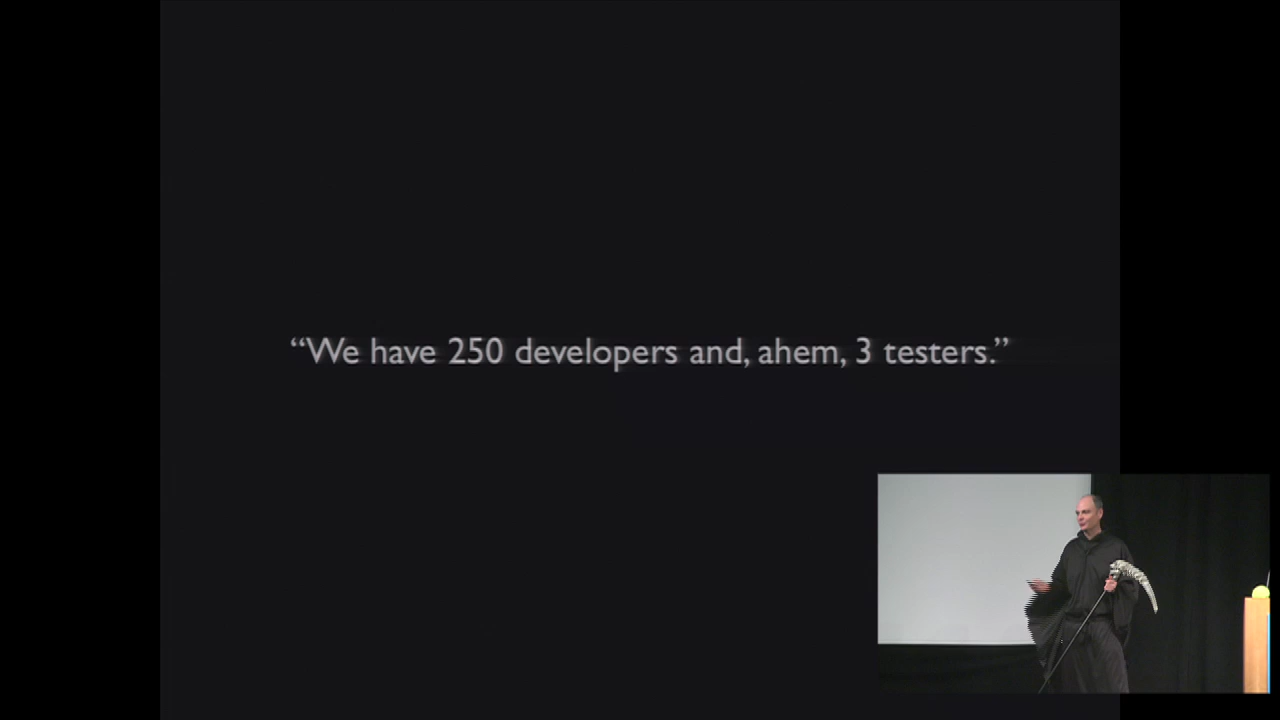 “We have 250 developers and, ahem, 3 testers.”